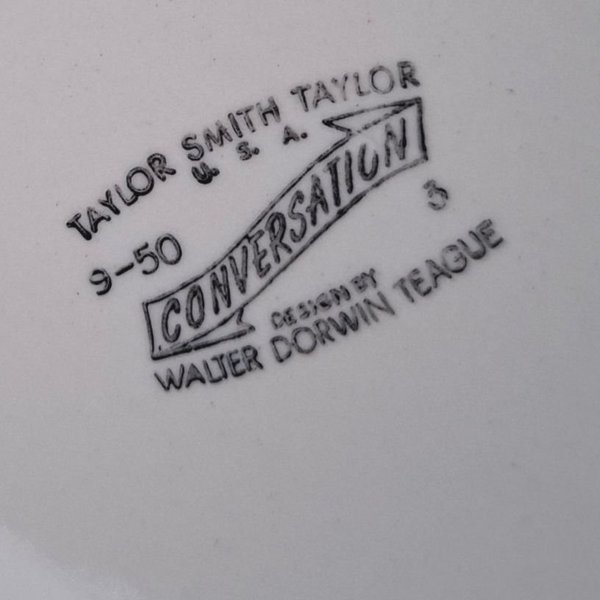 TAYLOR SMITH TAYLOR
U. S. A.
9-50
CONVERSATION
3
DESIGN BY
WALTER DORWIN TEAGUE